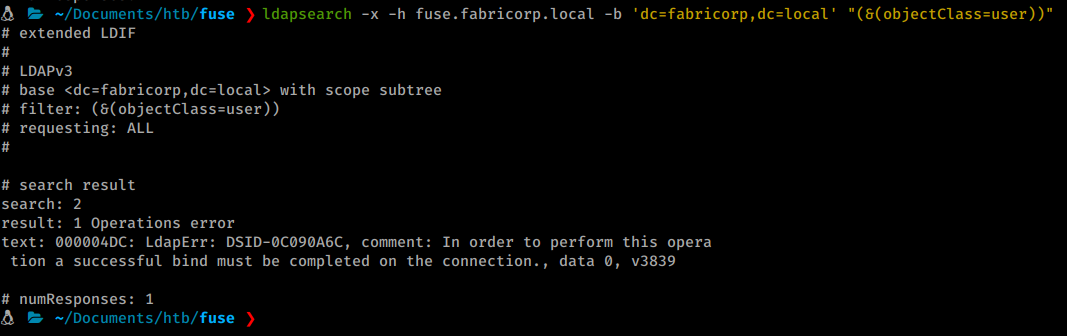 ~/Documents/htb/fuse ❯ ldapsearch -x -h fuse.fabricorp.local -b 'dc=fabricorp,dc=local' "(&(objectClass=user))"
# extended LDIF
#
# LDAPv3
# base <dc=fabricorp,dc=local> with scope subtree
# filter: (&(objectClass=user))
# requesting: ALL
#
# search result
search: 2
result: 1 Operations error
text: 000004DC: LdapErr: DSID-0C090A6C, comment: In order to perform this opera
 tion a successful bind must be completed on the connection., data 0, v3839
# numResponses: 1
~/Documents/htb/fuse ❯